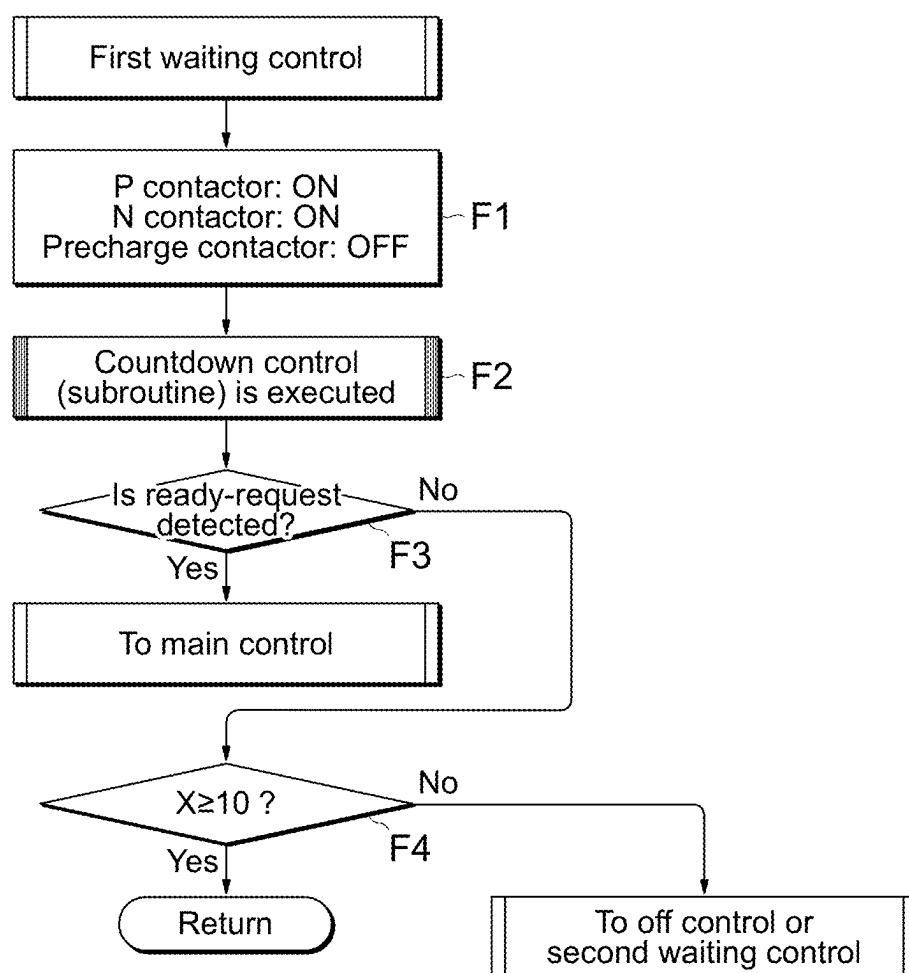 First waiting control
P contactor: ON
N contactor: ON
Precharge contactor: OFF
F1
Countdown control
(subroutine) is executed
F2
Is ready-request
detected?
No
F3
Yes
To main control
X≥10 ?
No
F4
Yes
Return
To off control or
second waiting control